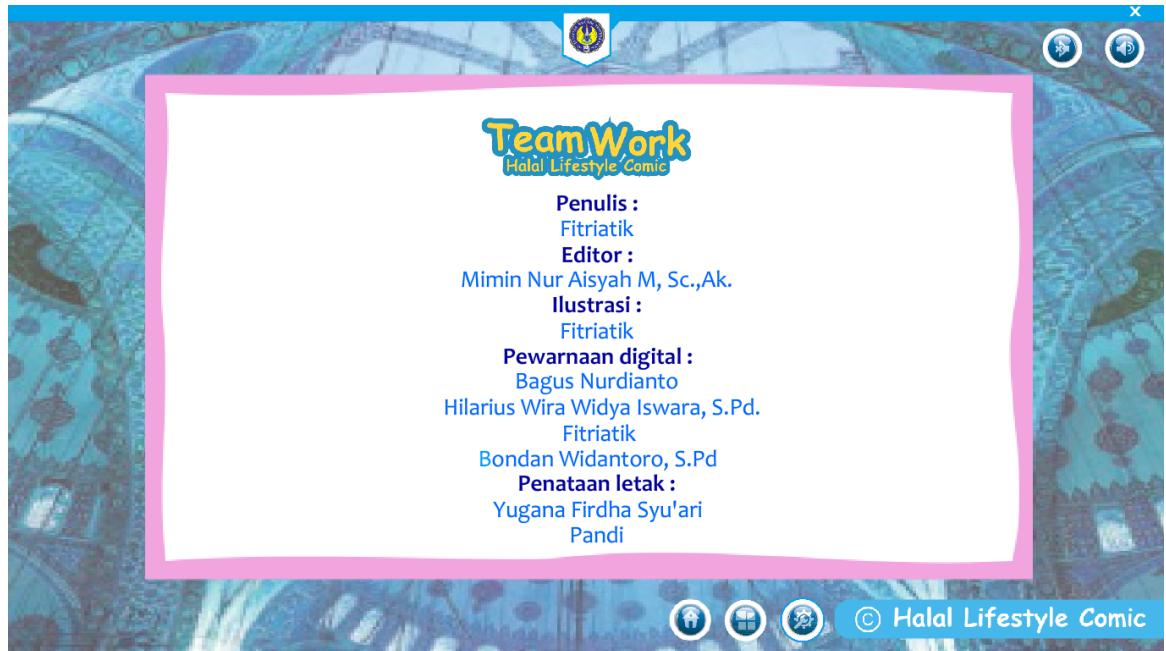 x
TeamWork
Halal Lifestyle Comic
Penulis :
Fitriatik
Editor :
Mimin Nur Aisyah M, Sc.,Ak.
Ilustrasi :
Fitriatik
Pewarnaan digital :
Bagus Nurdianto
Hilarius Wira Widya Iswara, S.Pd.
Fitriatik
Bondan Widantoro, S.Pd
Penataan letak :
Yugana Firdha Syu'ari
Pandi
© Halal Lifestyle Comic